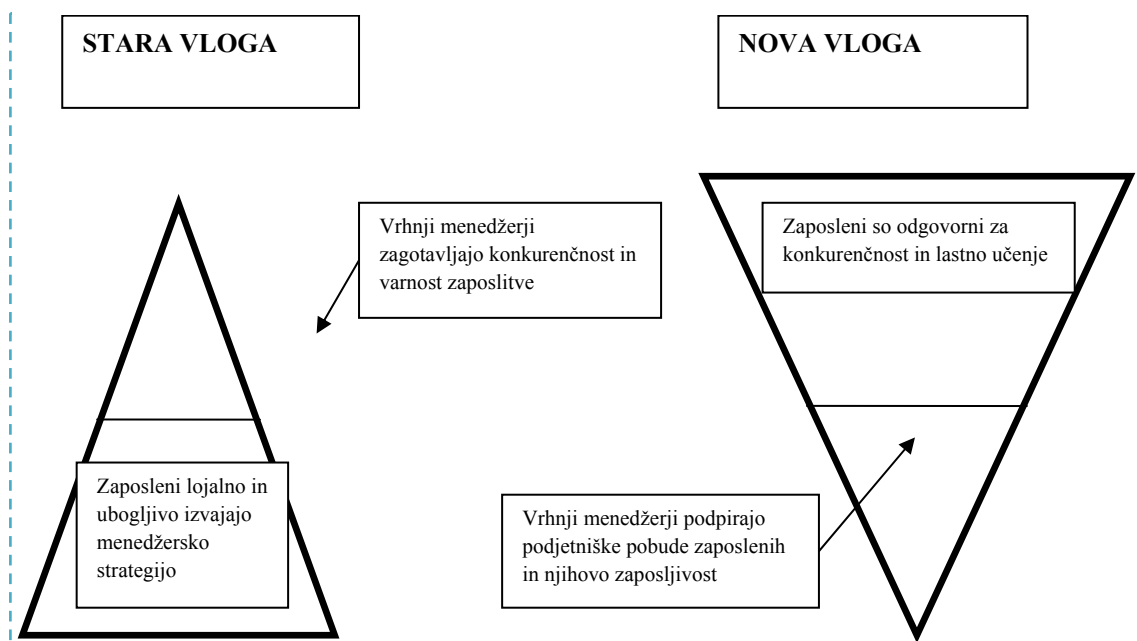 STARA VLOGA
NOVA VLOGA
Vrhnji menedžerji
zagotavljajo konkurenčnost in
varnost zaposlitve
Zaposleni so odgovorni za
konkurenčnost in lastno učenje
Zaposleni lojalno in
ubogljivo izvajajo
menedžersko
strategijo
Vrhnji menedžerji podpirajo
podjetniške pobude zaposlenih
in njihovo zaposljivost